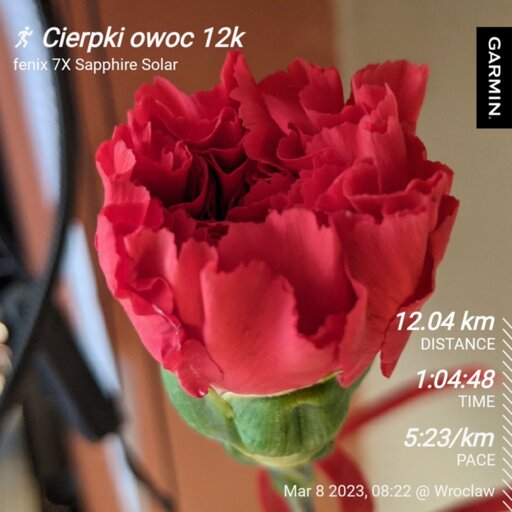 Cierpki owoc 12k
fenix 7X Sapphire Solar
GARMIN.
12.04 km
DISTANCE
1:04:48
TIME
5:23/km
PACE
Mar 8 2023, 08:22 @ Wroclaw